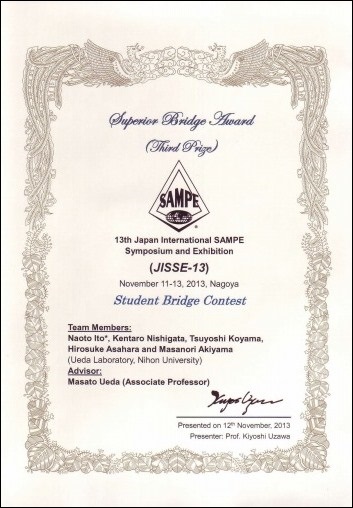 Superior Bridge Award
(Third Prize)
SAMPE
®
13th Japan International SAMPE
Symposium and Exhibition
(JISSE-13)
November 11-13, 2013, Nagoya
Student Bridge Contest
Team Members:
Naoto Ito*, Kentaro Nishigata, Tsuyoshi Koyama,
Hirosuke Asahara and Masanori Akiyama
(Ueda Laboratory, Nihon University)
Advisor:
Masato Ueda (Associate Professor)
Presented on 12th November, 2013
Presenter: Prof. Kiyoshi Uzawa